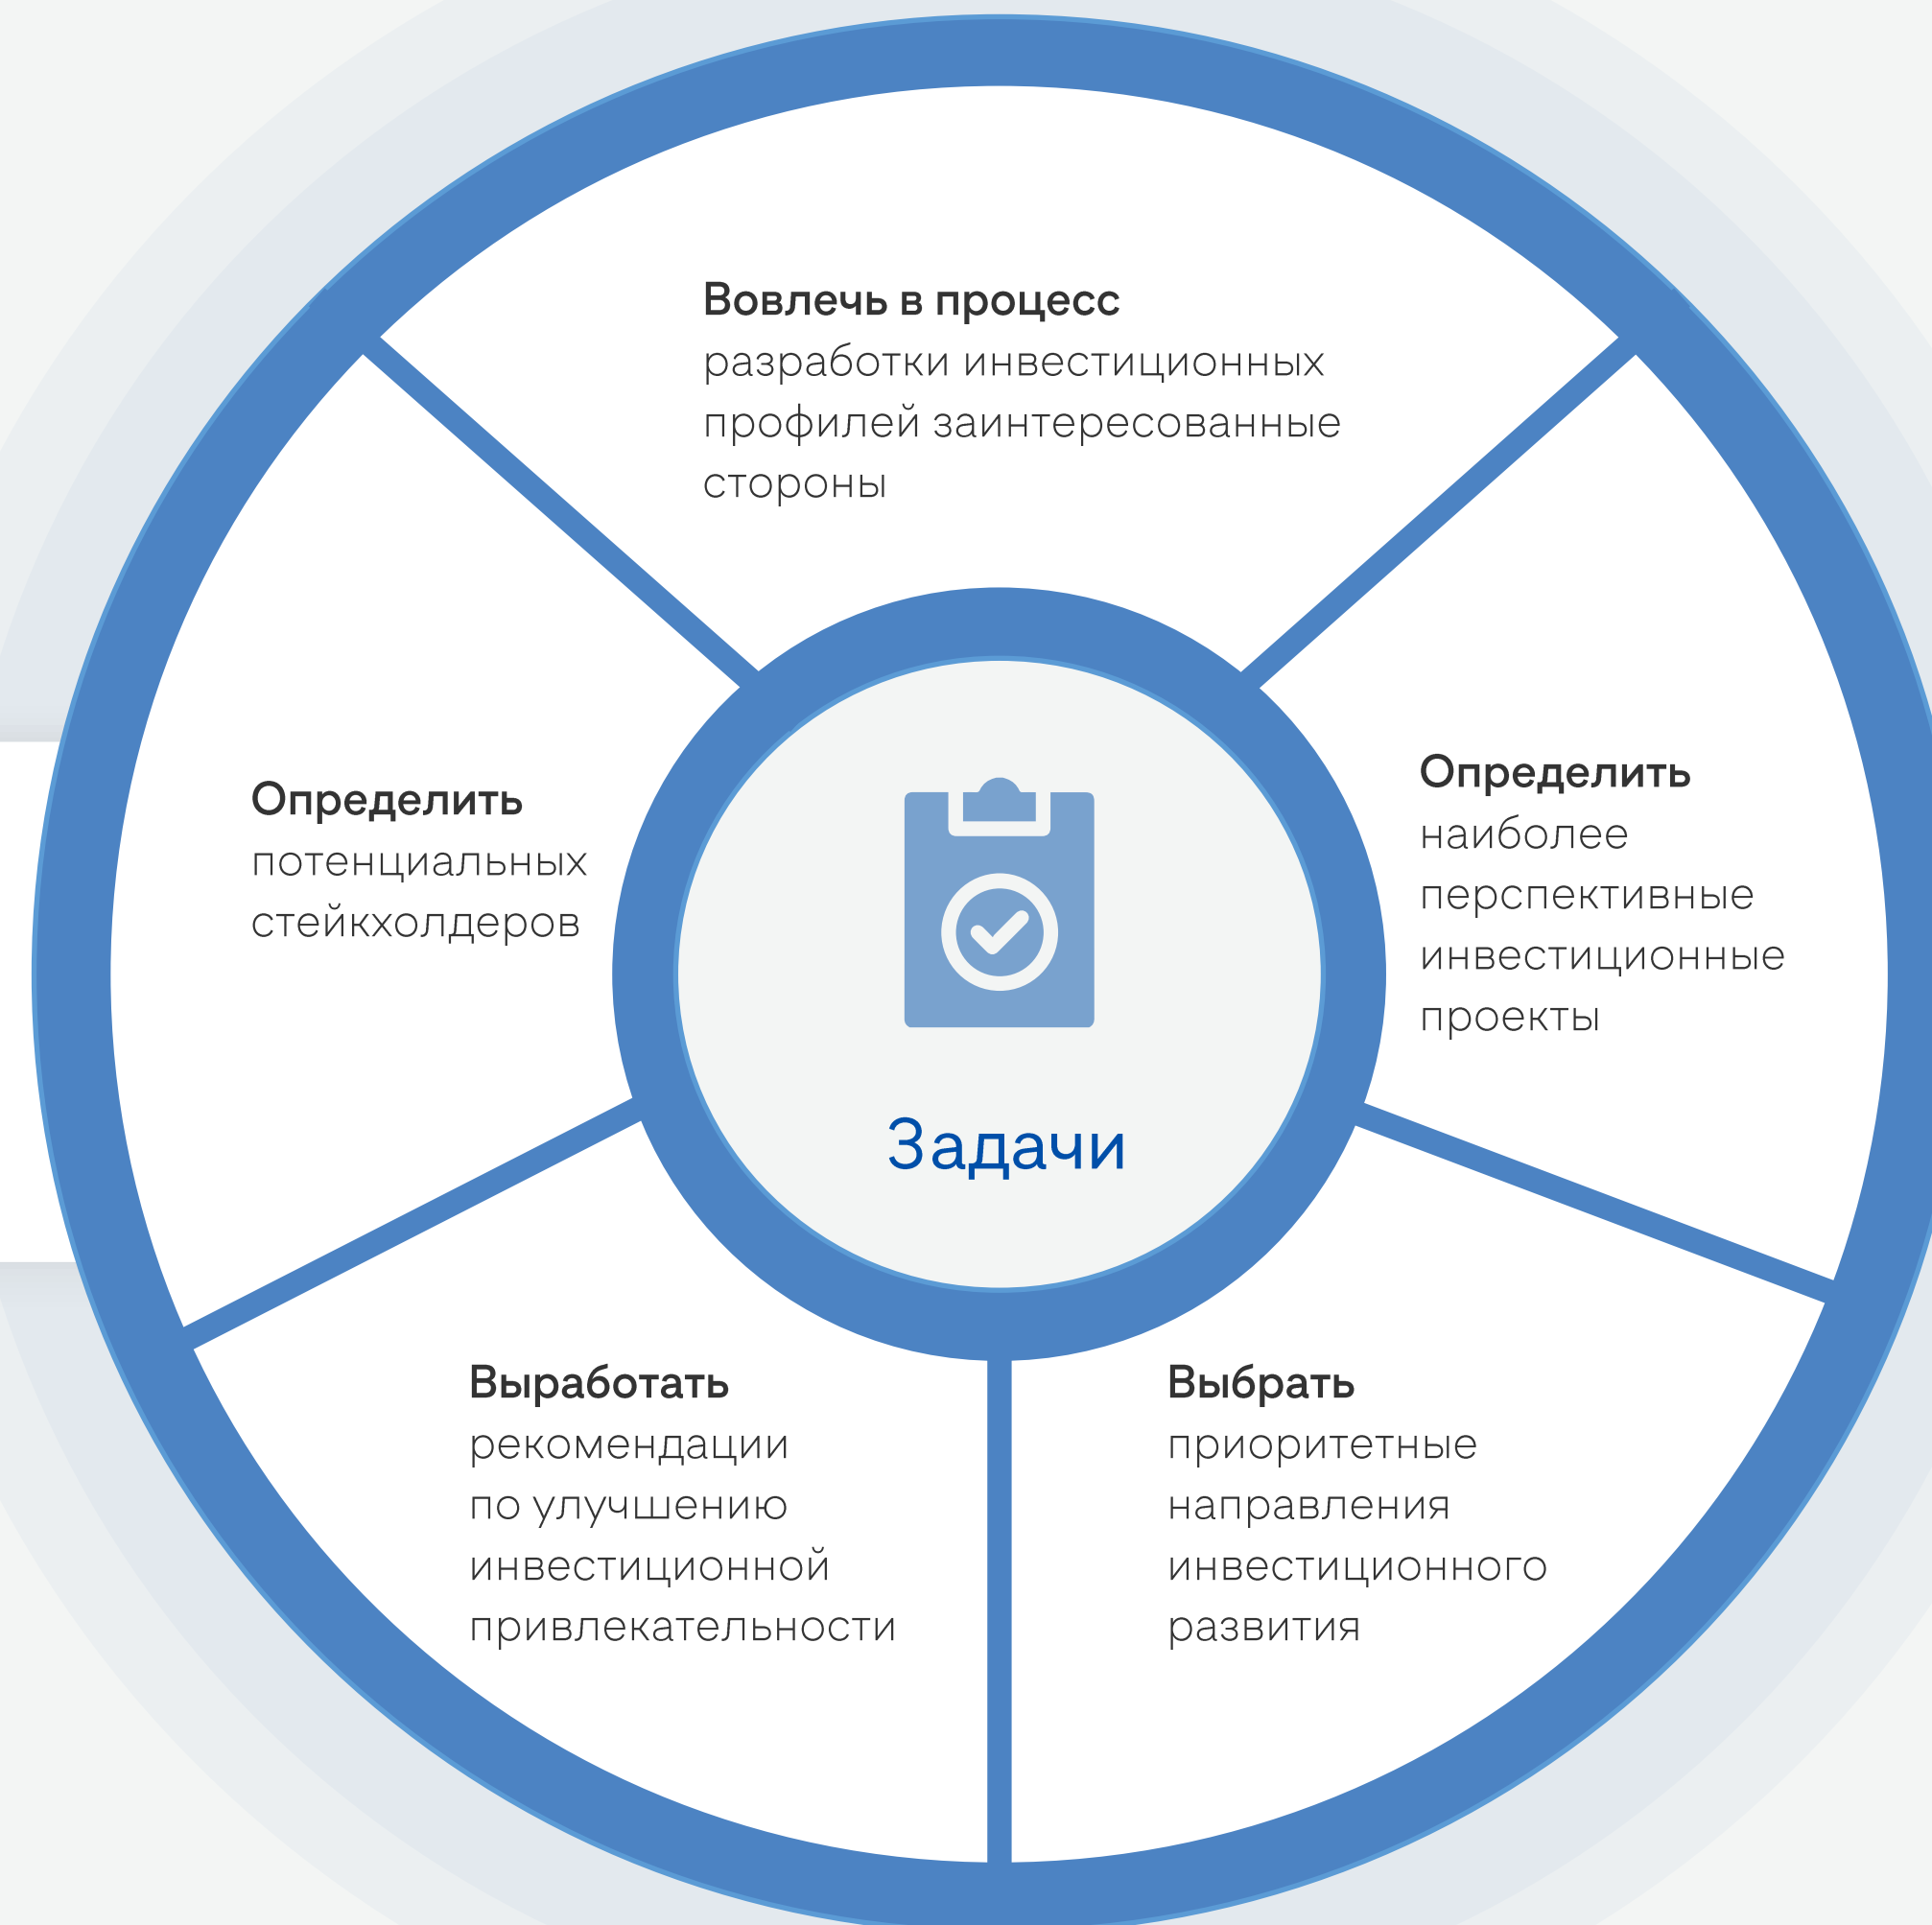 Вовлечь в процесс
разработки инвестиционных
профилей заинтересованные
стороны
Определить
потенциальных
стейкхолдеров
Определить
наиболее
перспективные
инвестиционные
проекты
Задачи
Выработать
рекомендации
по улучшению
инвестиционной
привлекательности
Выбрать
приоритетные
направления
инвестиционного
развития